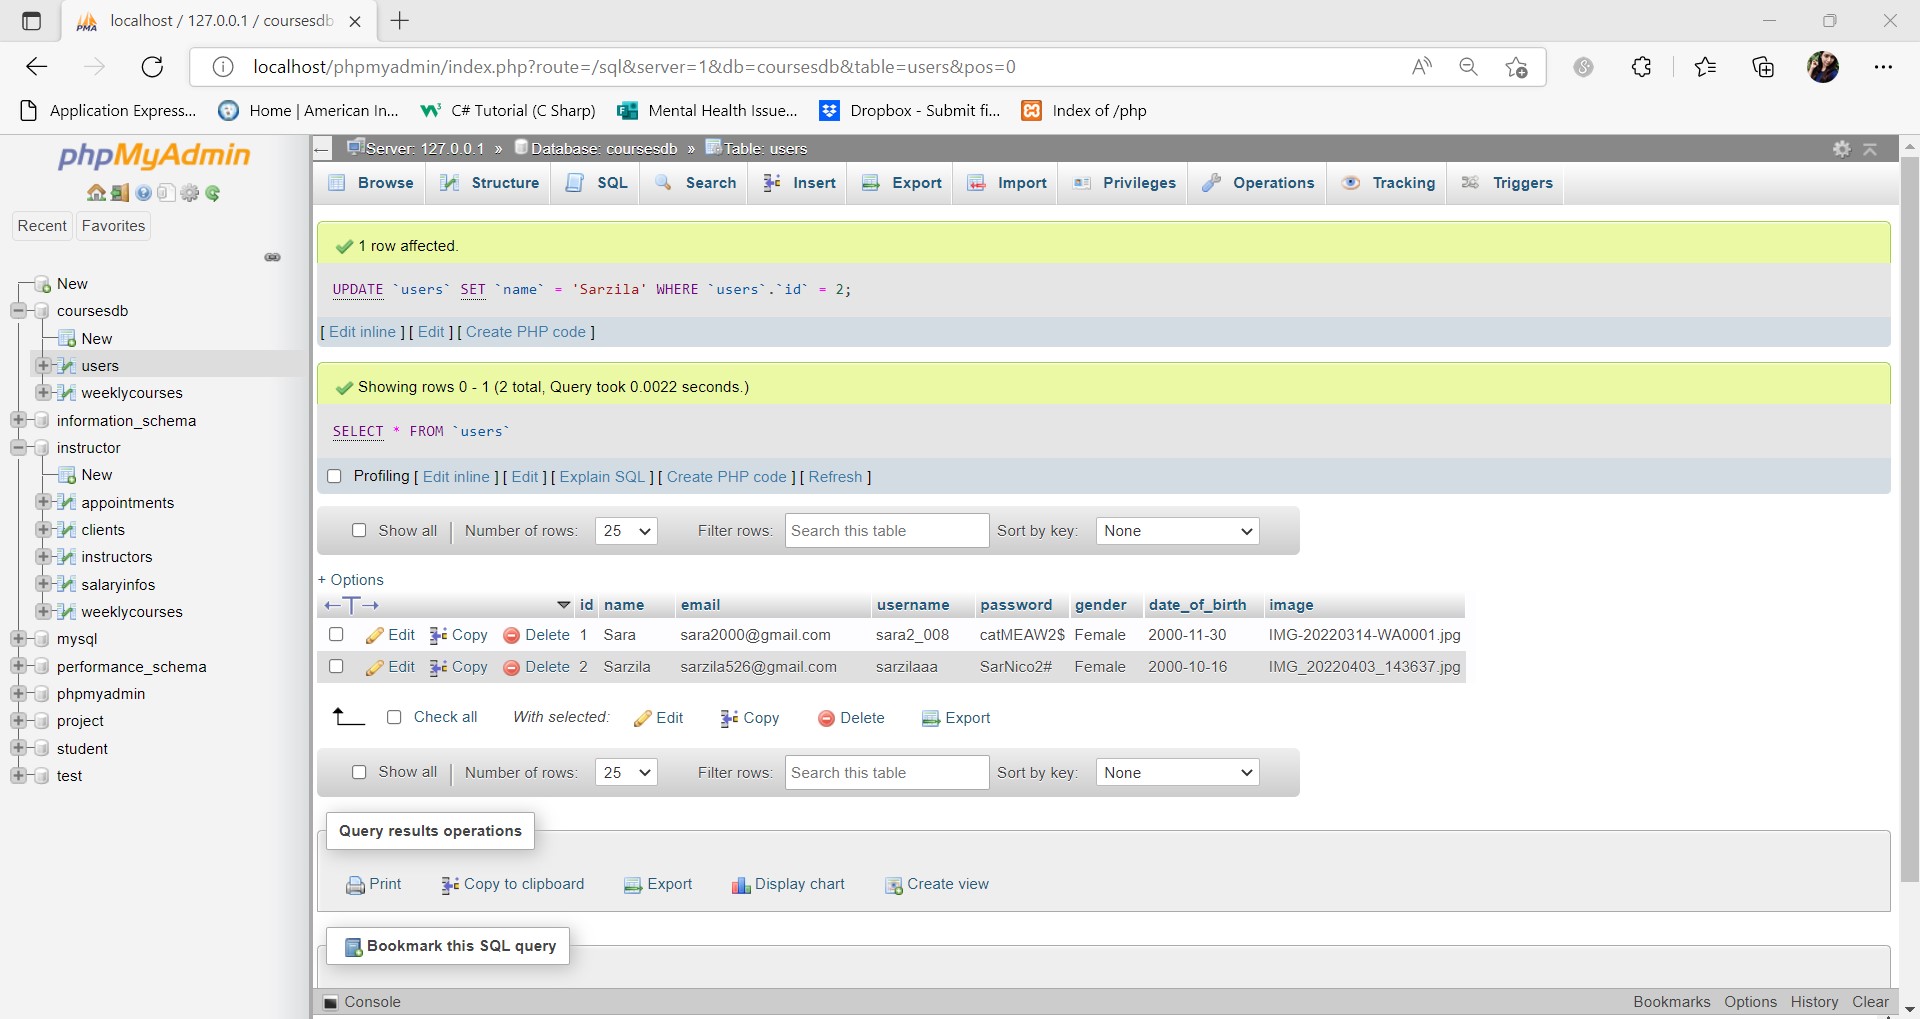 localhost / 127.0.0.1 / coursesdb
localhost/phpmyadmin/index.php?route=/sql&server=1&db=coursesdb&table=users&pos=0
Application Express... Home | American In... C# Tutorial (C Sharp) Mental Health Issue... Dropbox - Submit fi... Index of /php
phpMyAdmin
Recent Favorites
New
coursesdb
New
users
weeklycourses
information_schema
instructor
New
appointments
clients
instructors
salaryinfos
weeklycourses
mysql
performance_schema
phpmyadmin
project
student
test
Server: 127.0.0.1 » Database: coursesdb » Table: users
Browse Structure SQL Search Insert Export Import Privileges Operations Tracking Triggers
1 row affected.
UPDATE `users` SET `name` = 'Sarzila' WHERE `users`.`id` = 2;
[ Edit inline ] [ Edit ] [ Create PHP code ]
Showing rows 0 - 1 (2 total, Query took 0.0022 seconds.)
SELECT * FROM `users`
Profiling [ Edit inline ] [ Edit ] [ Explain SQL ] [ Create PHP code ] [ Refresh ]
Show all | Number of rows: 25 Filter rows: Search this table Sort by key: None
+ Options
←T→ id name email username password gender date_of_birth image
Edit Copy Delete 1 Sara sara2000@gmail.com sara2_008 catMEAW2$ Female 2000-11-30 IMG-20220314-WA0001.jpg
Edit Copy Delete 2 Sarzila sarzila526@gmail.com sarzilaaa SarNico2# Female 2000-10-16 IMG_20220403_143637.jpg
Check all With selected: Edit Copy Delete Export
Show all | Number of rows: 25 Filter rows: Search this table Sort by key: None
Query results operations
Print Copy to clipboard Export Display chart Create view
Bookmark this SQL query
Console Bookmarks Options History Clear